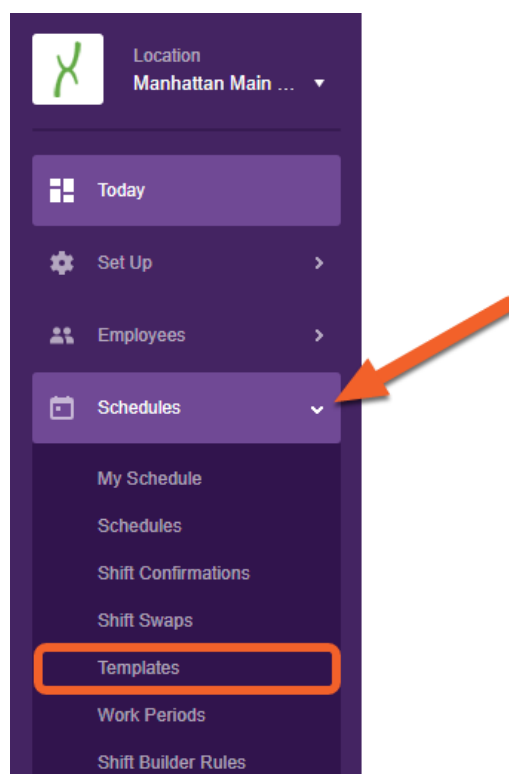 Location
Manhattan Main ...
Today
Set Up
Employees
Schedules
My Schedule
Schedules
Shift Confirmations
Shift Swaps
Templates
Work Periods
Shift Builder Rules